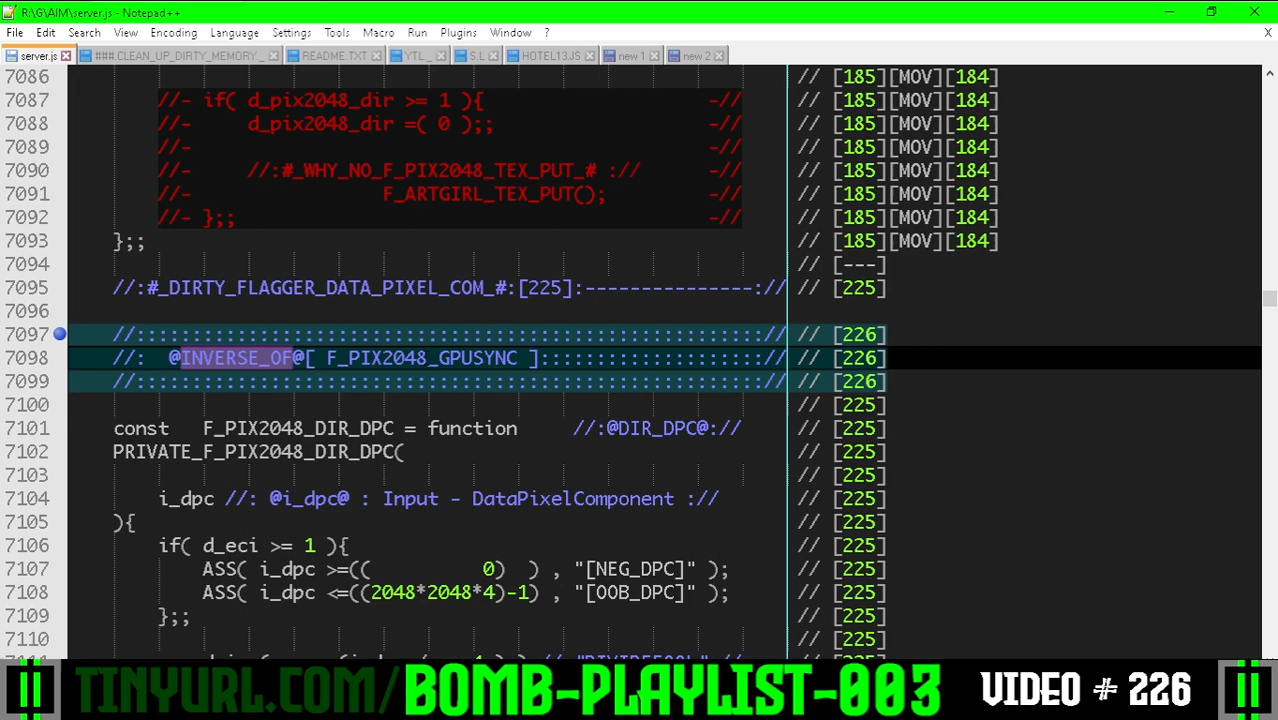 R:\G\AIM\server.js - Notepad++
File Edit Search View Encoding Language Settings Tools Macro Run Plugins Window ? X
server.js ###.CLEAN_UP_DIRTY_MEMORY_ README.TXT YTL_ S.L HOTEL13.JS new 1 new 2
7086 // [185][MOV][184]
7087 //- if( d_pix2048_dir >= 1 ){ -// // [185][MOV][184]
7088 //- d_pix2048_dir =( 0 );; -// // [185][MOV][184]
7089 //- -// // [185][MOV][184]
7090 //- //:#_WHY_NO_F_PIX2048_TEX_PUT_# :// -// // [185][MOV][184]
7091 //- F_ARTGIRL_TEX_PUT(); -// // [185][MOV][184]
7092 //- };; -// // [185][MOV][184]
7093 };; // [185][MOV][184]
7094 // [---]
7095 //:#_DIRTY_FLAGGER_DATA_PIXEL_COM_#:[225]:---------------:// // [225]
7096
7097 //::::::::::::::::::::::::::::::::::::::::::::::::::::::::// // [226]
7098 //: @INVERSE_OF@[ F_PIX2048_GPUSYNC ]::::::::::::::::::::// // [226]
7099 //::::::::::::::::::::::::::::::::::::::::::::::::::::::::// // [226]
7100 // [225]
7101 const F_PIX2048_DIR_DPC = function //:@DIR_DPC@:// // [225]
7102 PRIVATE_F_PIX2048_DIR_DPC( // [225]
7103 // [225]
7104 i_dpc //: @i_dpc@ : Input - DataPixelComponent :// // [225]
7105 ){ // [225]
7106 if( d_eci >= 1 ){ // [225]
7107 ASS( i_dpc >=(( 0) ) , "[NEG_DPC]" ); // [225]
7108 ASS( i_dpc <=((2048*2048*4)-1) , "[OOB_DPC]" ); // [225]
7109 };; // [225]
7110 // [225]
TINYURL.COM/BOMB-PLAYLIST-003 VIDEO # 226